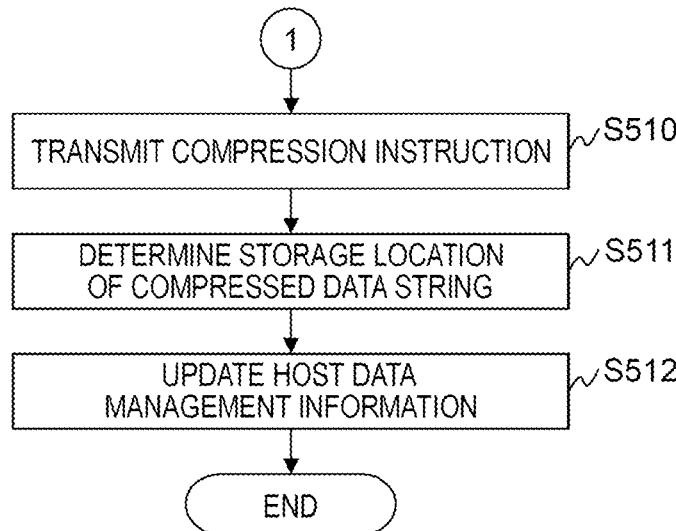 1
TRANSMIT COMPRESSION INSTRUCTION
S510
DETERMINE STORAGE LOCATION
OF COMPRESSED DATA STRING
S511
UPDATE HOST DATA
MANAGEMENT INFORMATION
S512
END